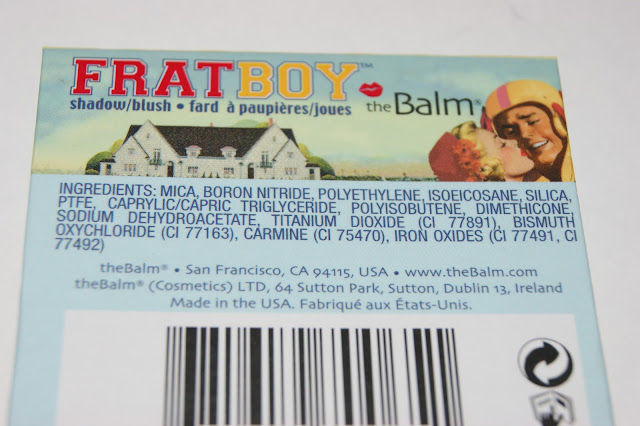 FRATBOY™
shadow/blush • fard à paupières/joues
theBalm®
INGREDIENTS: MICA, BORON NITRIDE, POLYETHYLENE, ISOEICOSANE, SILICA,
PTFE, CAPRYLIC/CAPRIC TRIGLYCERIDE, POLYISOBUTENE, DIMETHICONE,
SODIUM DEHYDROACETATE, TITANIUM DIOXIDE (CI 77891), BISMUTH
OXYCHLORIDE (CI 77163), CARMINE (CI 75470), IRON OXIDES (CI 77491, CI
77492)
theBalm® • San Francisco, CA 94115, USA • www.theBalm.com
theBalm® (Cosmetics) LTD, 64 Sutton Park, Sutton, Dublin 13, Ireland
Made in the USA. Fabriqué aux États-Unis.